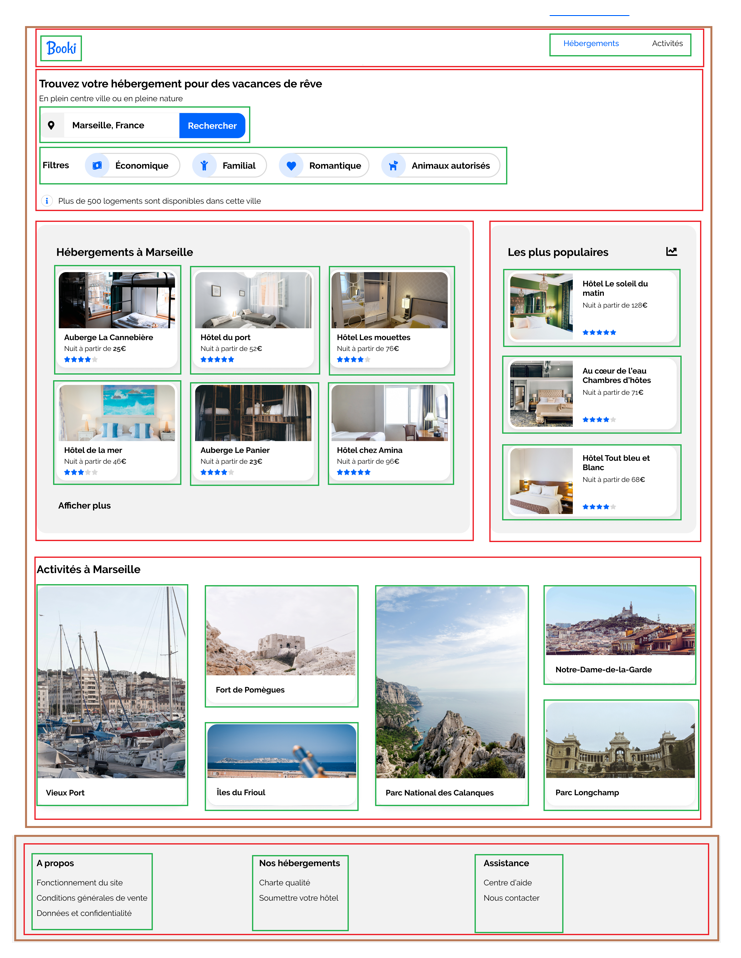 Booki
Hébergements
Activités
Trouvez votre hébergement pour des vacances de rêve
En plein centre ville ou en pleine nature
Marseille, France
Rechercher
Filtres
Économique
Familial
Romantique
Animaux autorisés
Plus de 500 logements sont disponibles dans cette ville
Hébergements à Marseille
Auberge La Cannebière
Nuit à partir de 25€
Hôtel du port
Nuit à partir de 52€
Hôtel Les mouettes
Nuit à partir de 76€
Hôtel de la mer
Nuit à partir de 46€
Auberge Le Panier
Nuit à partir de 23€
Hôtel chez Amina
Nuit à partir de 96€
Afficher plus
Les plus populaires
Hôtel Le soleil du
matin
Nuit à partir de 128€
Au cœur de l'eau
Chambres d'hôtes
Nuit à partir de 71€
Hôtel Tout bleu et
Blanc
Nuit à partir de 68€
Activités à Marseille
Vieux Port
Fort de Pomègues
Îles du Frioul
Parc National des Calanques
Notre-Dame-de-la-Garde
Parc Longchamp
A propos
Fonctionnement du site
Conditions générales de vente
Données et confidentialité
Nos hébergements
Charte qualité
Soumettre votre hôtel
Assistance
Centre d'aide
Nous contacter